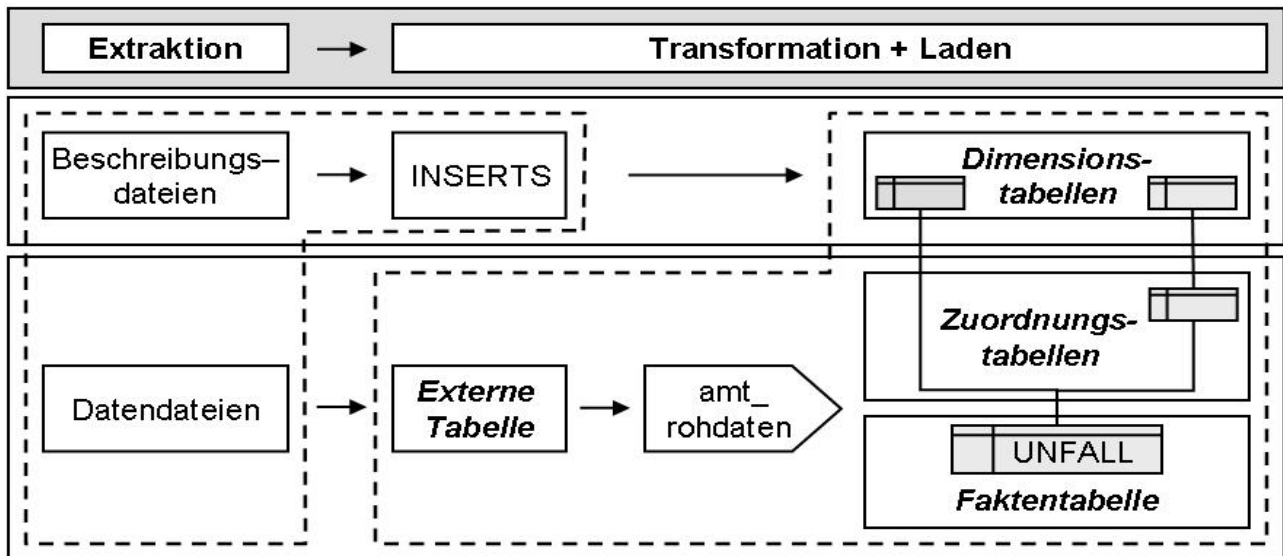 Extraktion
Transformation + Laden
Beschreibungs–
dateien
INSERTS
Dimensions-
tabellen
Zuordnungs-
tabellen
Datendateien
Externe
Tabelle
amt_
rohdaten
UNFALL
Faktentabelle